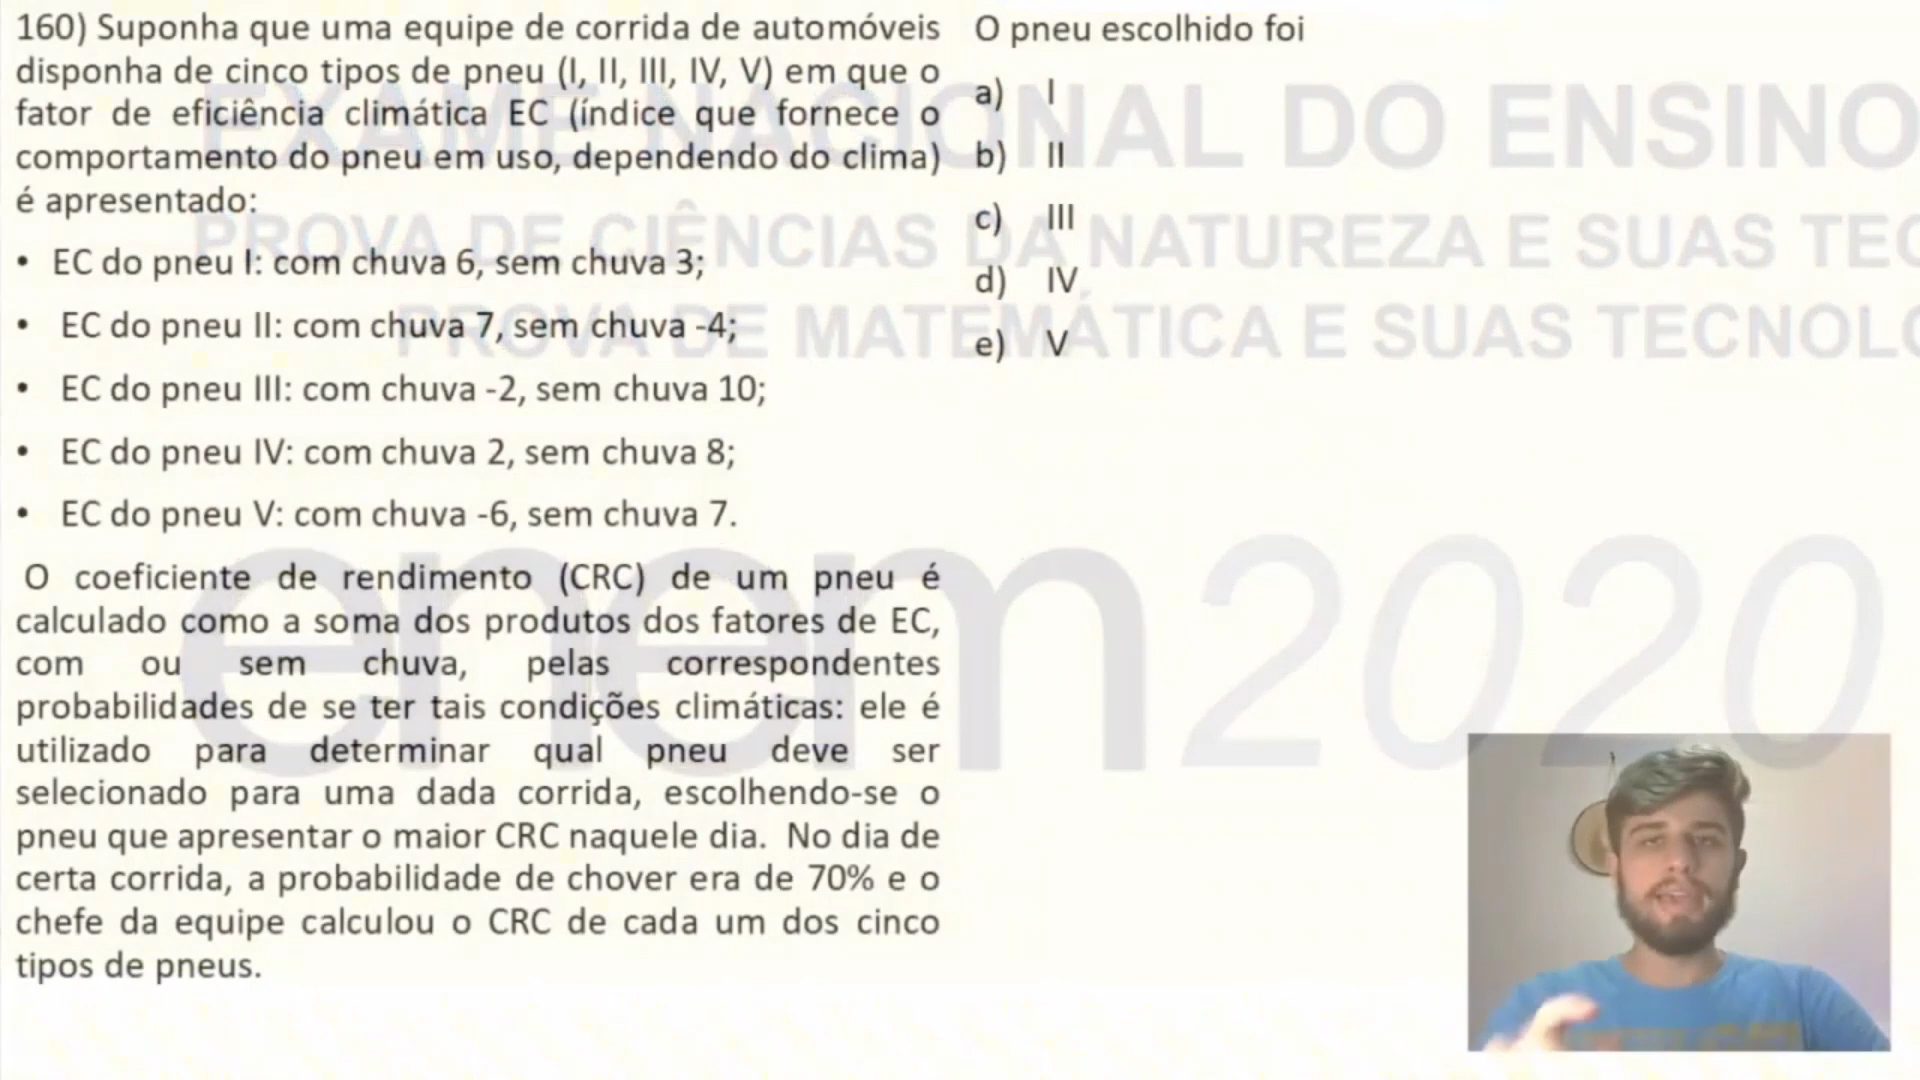 160) Suponha que uma equipe de corrida de automóveis
disponha de cinco tipos de pneu (I, II, III, IV, V) em que o
fator de eficiência climática EC (índice que fornece o
comportamento do pneu em uso, dependendo do clima)
é apresentado:
• EC do pneu I: com chuva 6, sem chuva 3;
• EC do pneu II: com chuva 7, sem chuva -4;
• EC do pneu III: com chuva -2, sem chuva 10;
• EC do pneu IV: com chuva 2, sem chuva 8;
• EC do pneu V: com chuva -6, sem chuva 7.
O coeficiente de rendimento (CRC) de um pneu é
calculado como a soma dos produtos dos fatores de EC,
com ou sem chuva, pelas correspondentes
probabilidades de se ter tais condições climáticas: ele é
utilizado para determinar qual pneu deve ser
selecionado para uma dada corrida, escolhendo-se o
pneu que apresentar o maior CRC naquele dia. No dia de
certa corrida, a probabilidade de chover era de 70% e o
chefe da equipe calculou o CRC de cada um dos cinco
tipos de pneus.
O pneu escolhido foi
a) I
b) II
c) III
d) IV
e) V
EXAME NACIONAL DO ENSINO
PROVA DE CIÊNCIAS DA NATUREZA E SUAS TEC
PROVA DE MATEMÁTICA E SUAS TECNOLO
enem2020